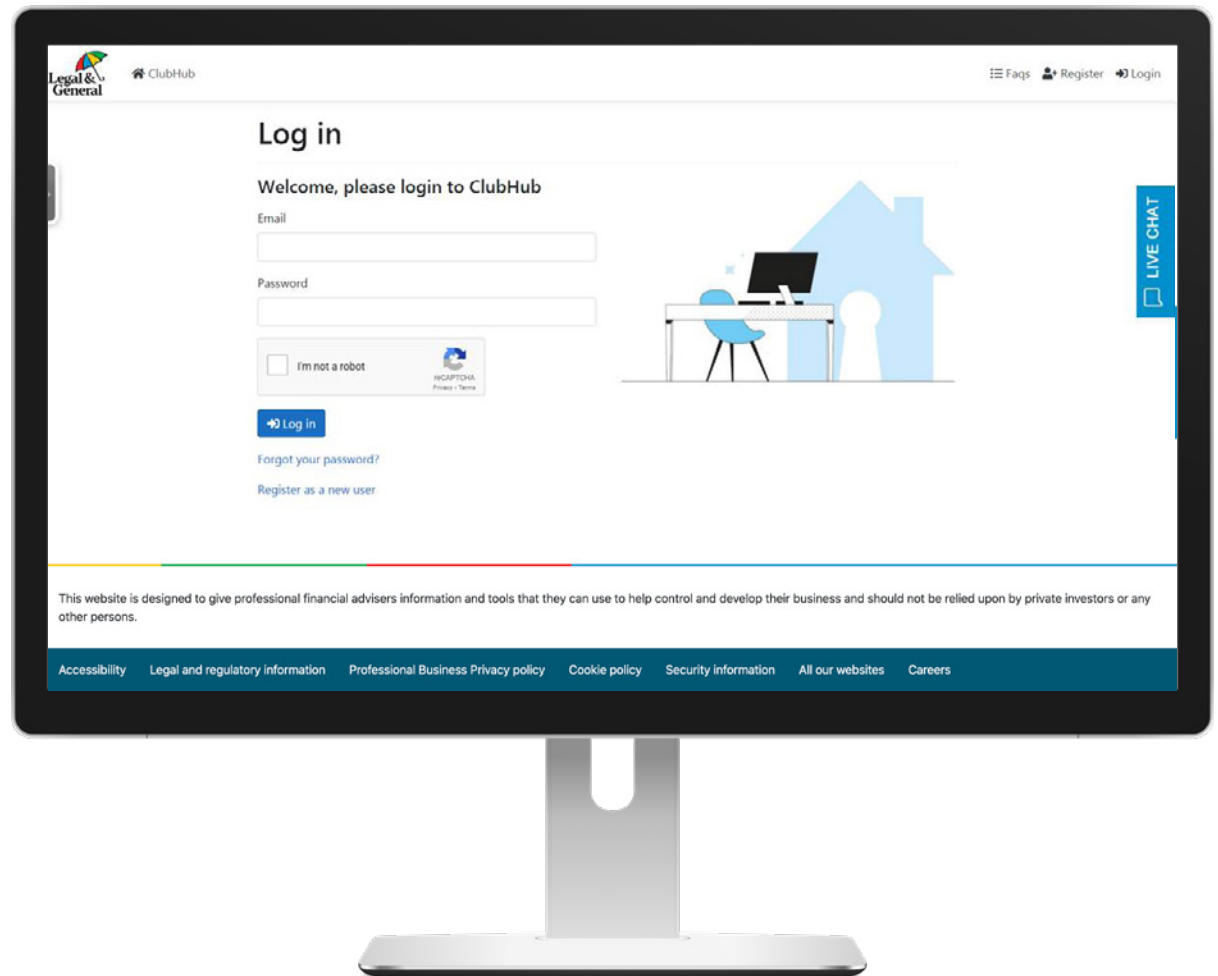 Legal &
General
ClubHub
Faqs Register Login
Log in
Welcome, please login to ClubHub
Email
Password
I'm not a robot
reCAPTCHA
Privacy - Terms
Log in
Forgot your password?
Register as a new user
LIVE CHAT
This website is designed to give professional financial advisers information and tools that they can use to help control and develop their business and should not be relied upon by private investors or any
other persons.
Accessibility Legal and regulatory information Professional Business Privacy policy Cookie policy Security information All our websites Careers